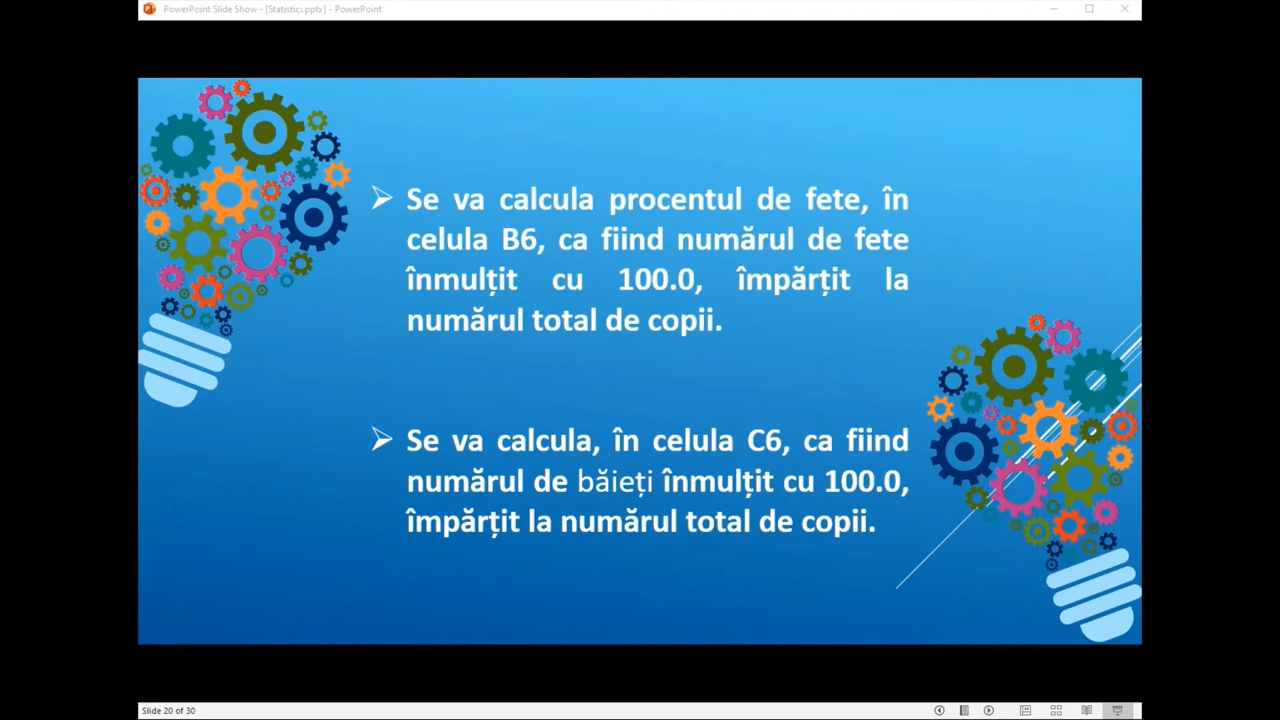 PowerPoint Slide Show - [Statistici.pptx] - PowerPoint
Se va calcula procentul de fete, în
celula B6, ca fiind numărul de fete
înmulțit cu 100.0, împărțit la
numărul total de copii.
Se va calcula, în celula C6, ca fiind
numărul de băieți înmulțit cu 100.0,
împărțit la numărul total de copii.
Slide 20 of 30